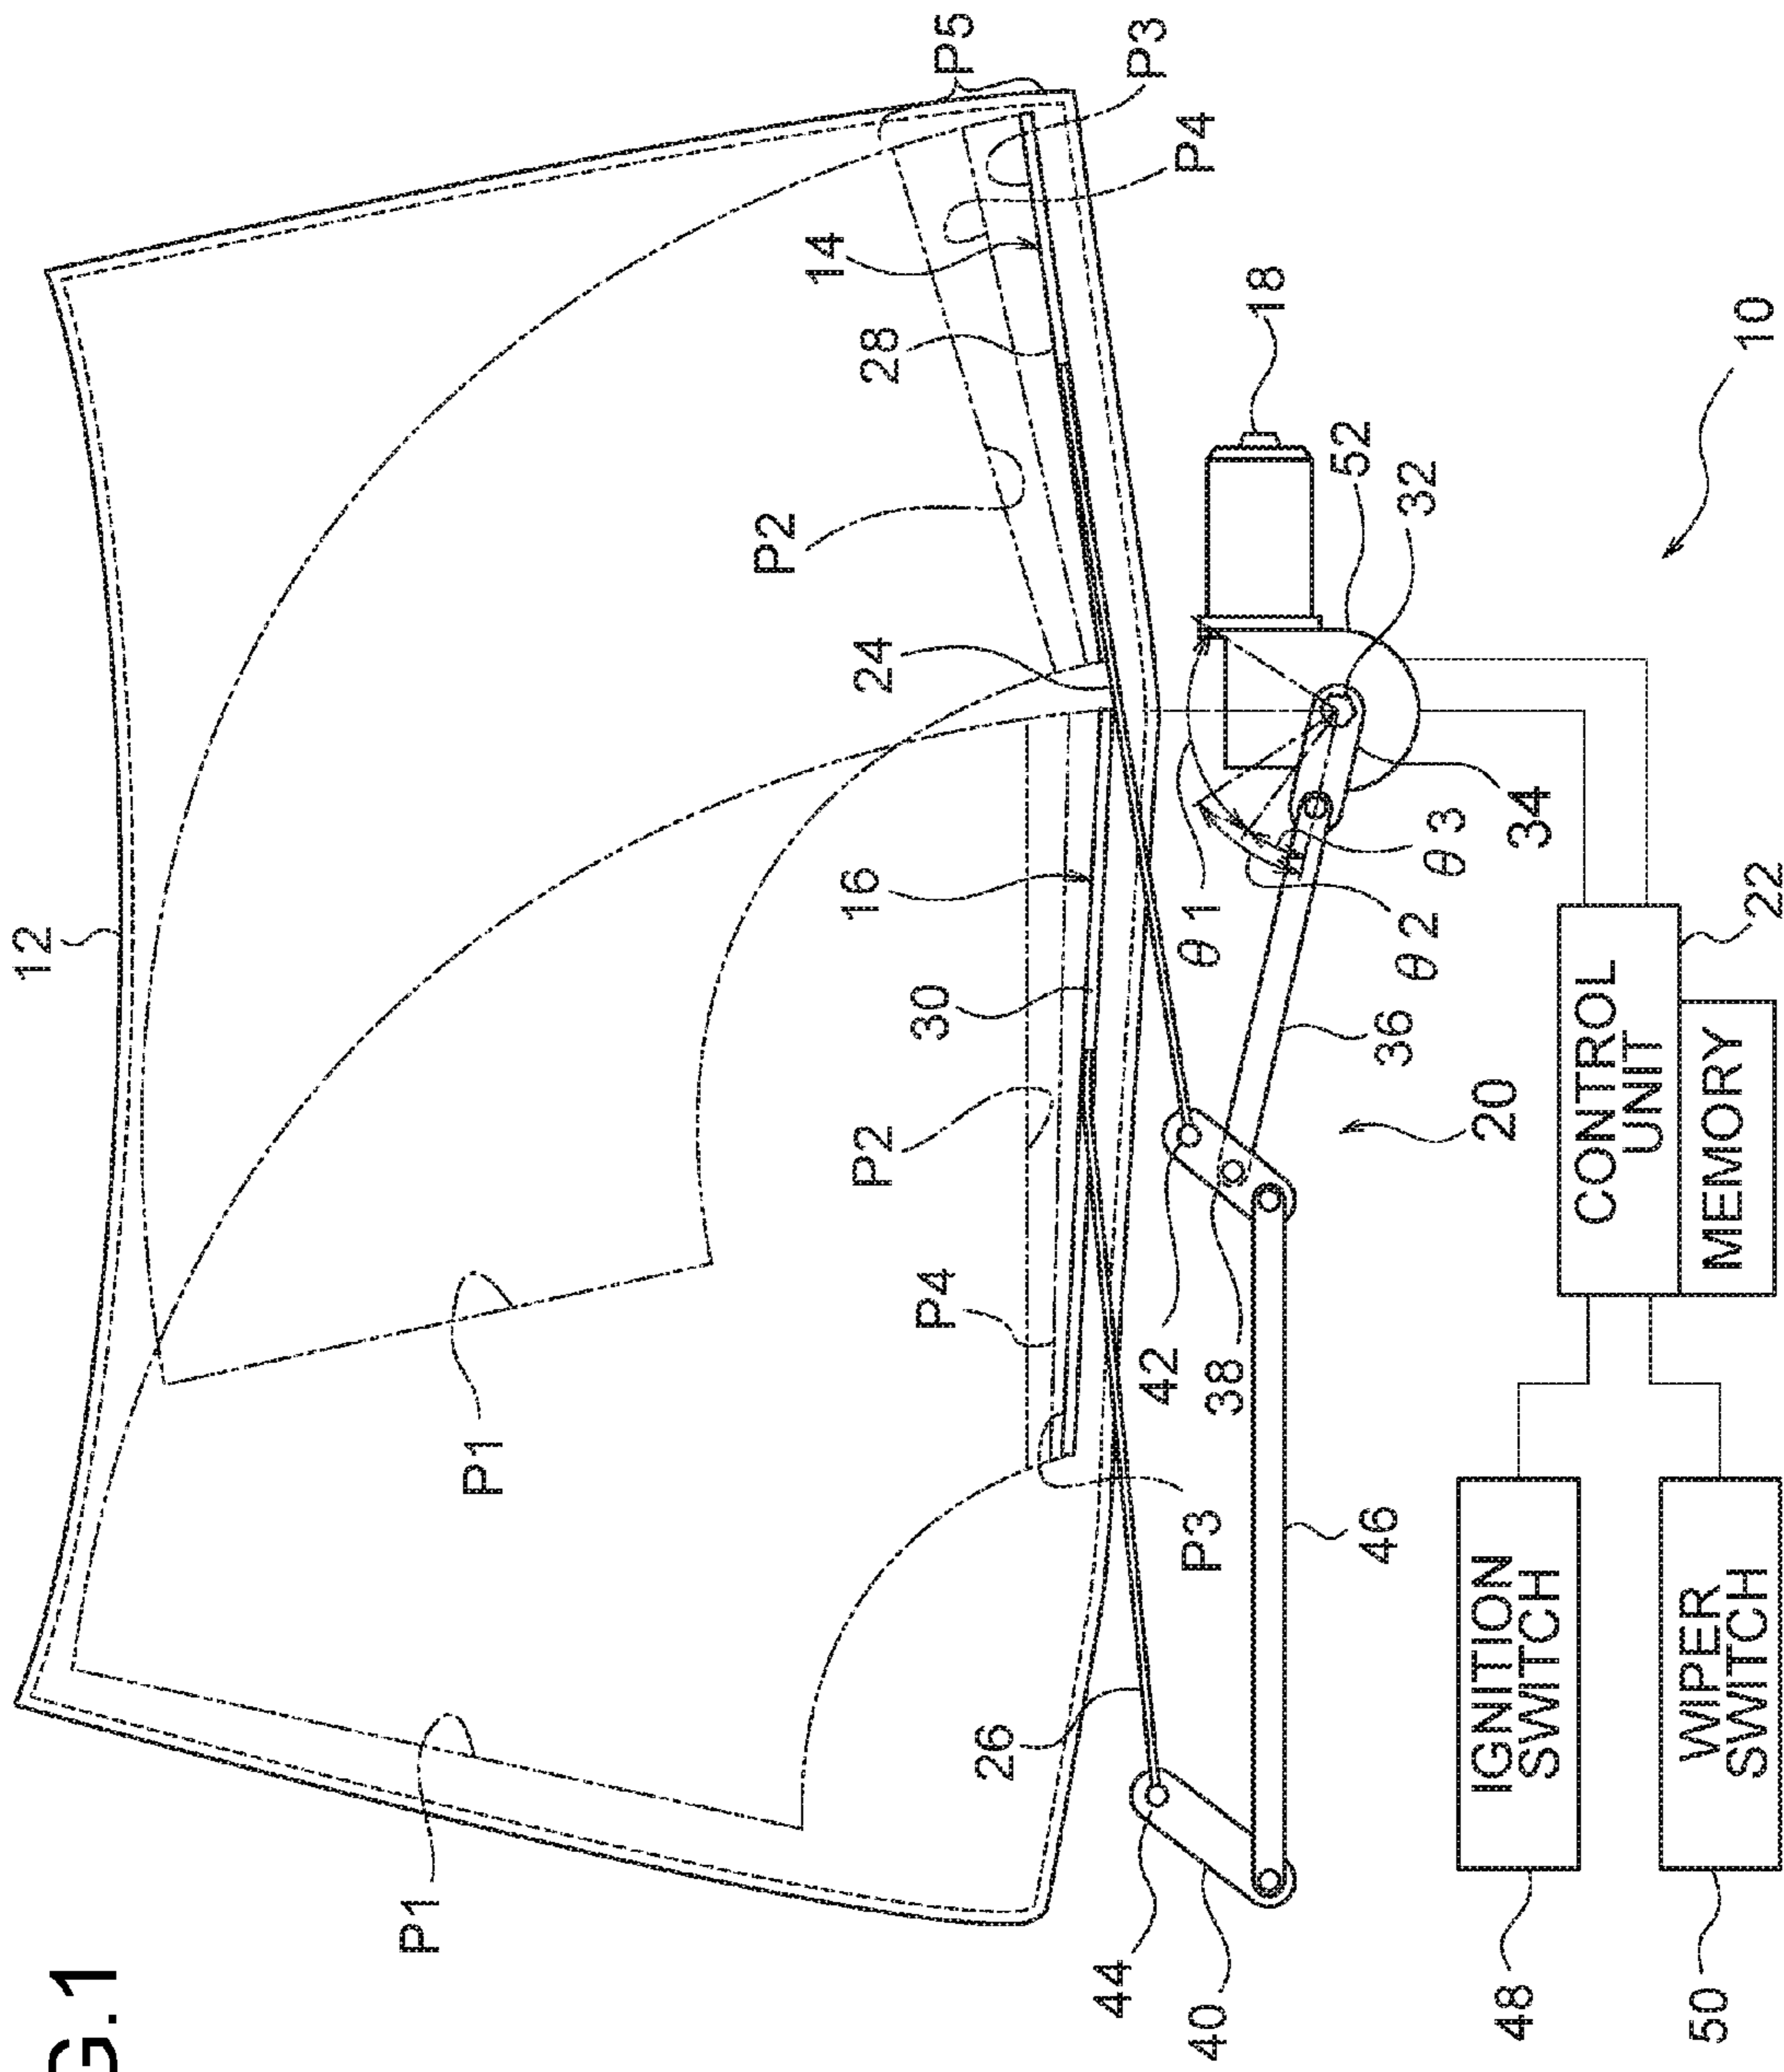 G.1
12
P1
P1
P2
P4
P2
P3
P5
P3
P4
14
28
24
16
30
26
44
40
42
38
46
36
20
θ1
θ2
θ3
34
32
52
18
10
22
CONTROL
UNIT
MEMORY
IGNITION
SWITCH
48
WIPER
SWITCH
50